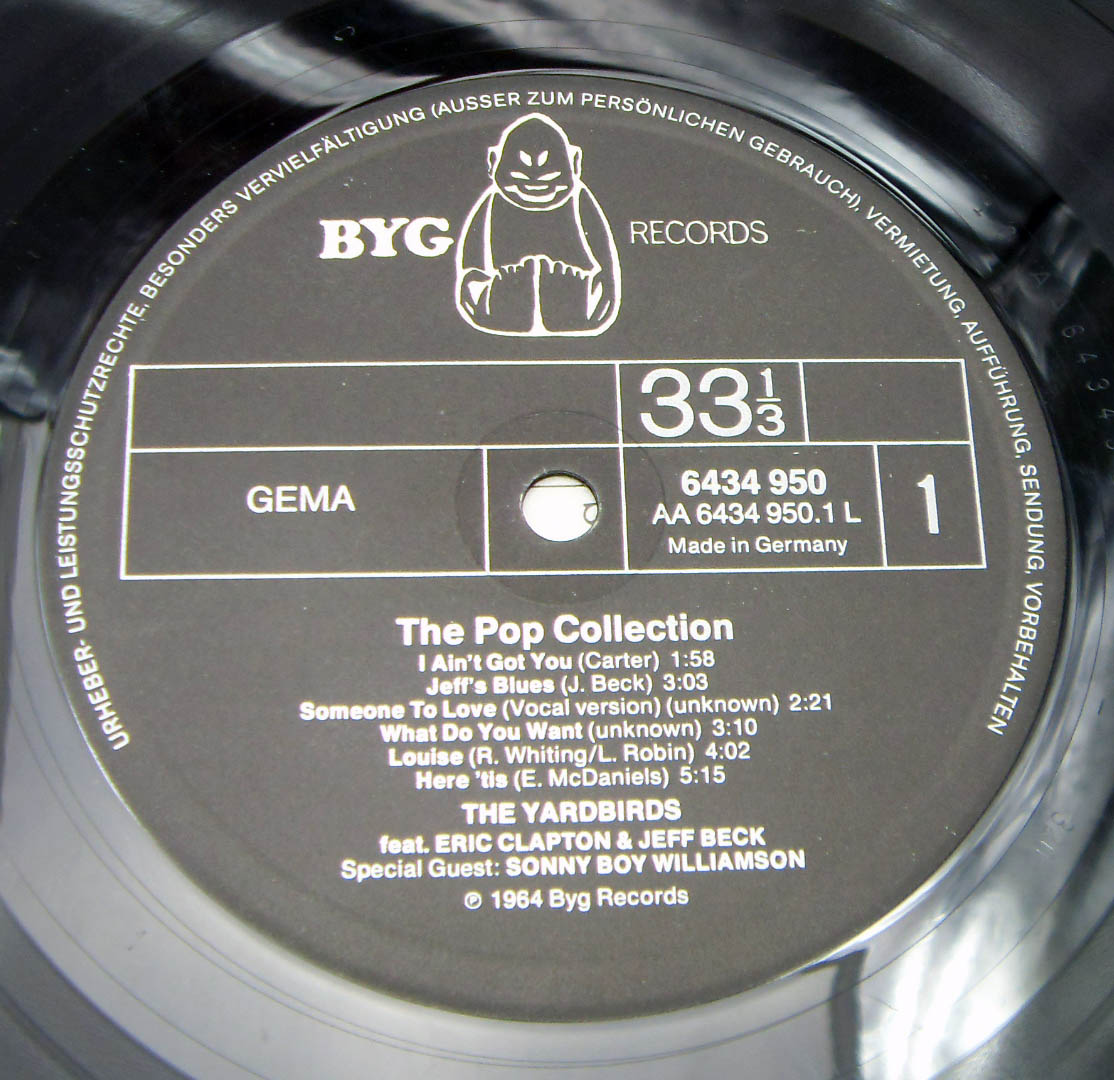 URHEBER- UND LEISTUNGSSCHUTZRECHTE, BESONDERS VERVIELFÄLTIGUNG (AUSSER ZUM PERSÖNLICHEN GEBRAUCH), VERMIETUNG, AUFFÜHRUNG, SENDUNG, VORBEHALTEN
BYG RECORDS
33 1/3
GEMA
6434 950
AA 6434 950.1 L
Made in Germany
1
The Pop Collection
I Ain't Got You (Carter) 1:58
Jeff's Blues (J. Beck) 3:03
Someone To Love (Vocal version) (unknown) 2:21
What Do You Want (unknown) 3:10
Louise (R. Whiting/L. Robin) 4:02
Here 'tis (E. McDaniels) 5:15
THE YARDBIRDS
feat. ERIC CLAPTON & JEFF BECK
Special Guest: SONNY BOY WILLIAMSON
℗ 1964 Byg Records